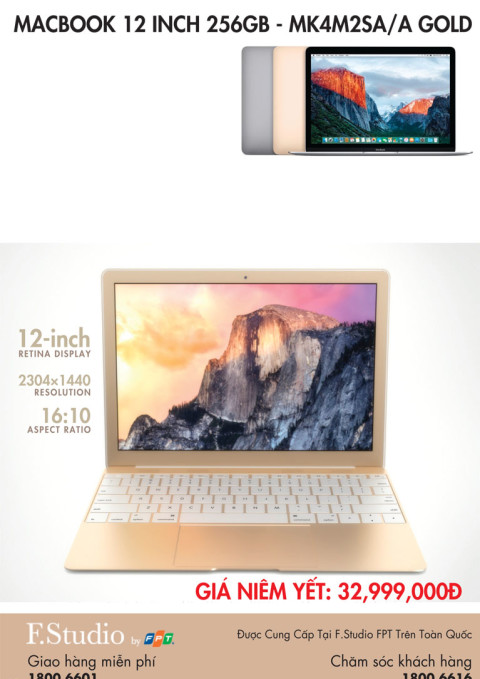 MACBOOK 12 INCH 256GB - MK4M2SA/A GOLD
12-inch
RETINA DISPLAY
2304×1440
RESOLUTION
16:10
ASPECT RATIO
GIÁ NIÊM YẾT: 32,999,000Đ
F.Studio by FPT.
Được Cung Cấp Tại F.Studio FPT Trên Toàn Quốc
Giao hàng miễn phí
Chăm sóc khách hàng
1800 6601
1800 6616